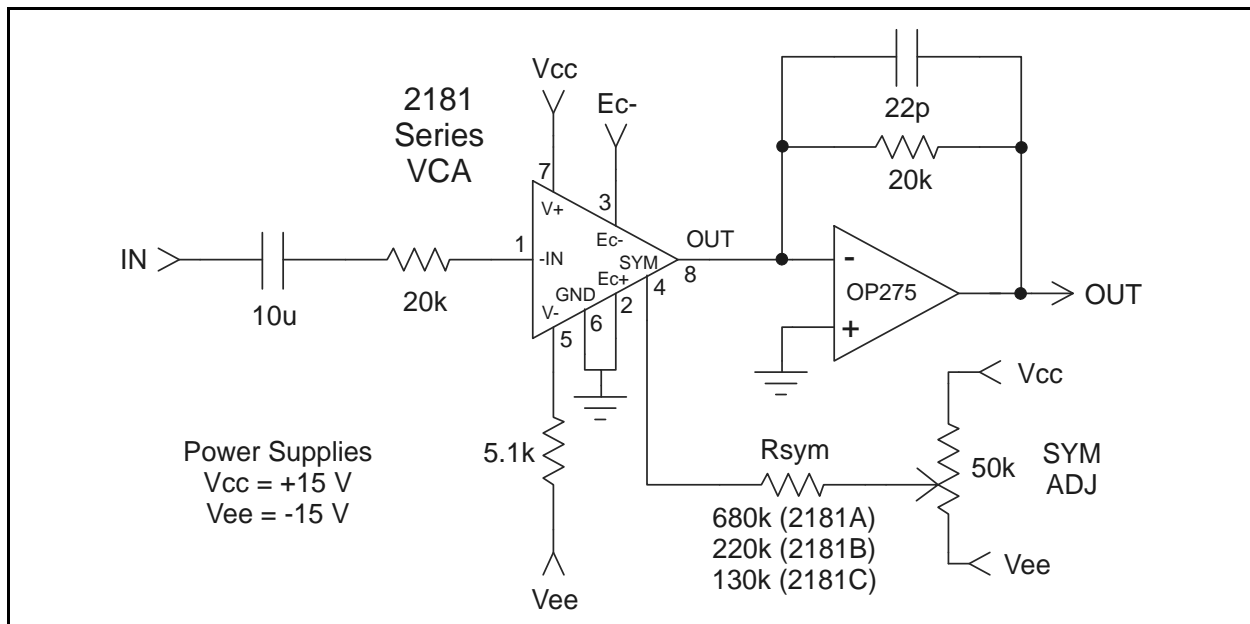 2181
Series
VCA
Vcc
Ec-
7
V+
3
Ec-
IN
10u
20k
1
-IN
SYM
4
OUT
8
Ec+
2
GND
6
V-
5
22p
20k
-
OP275
+
OUT
5.1k
Vee
Power Supplies
Vcc = +15 V
Vee = -15 V
Rsym
680k (2181A)
220k (2181B)
130k (2181C)
Vcc
50k
SYM
ADJ
Vee